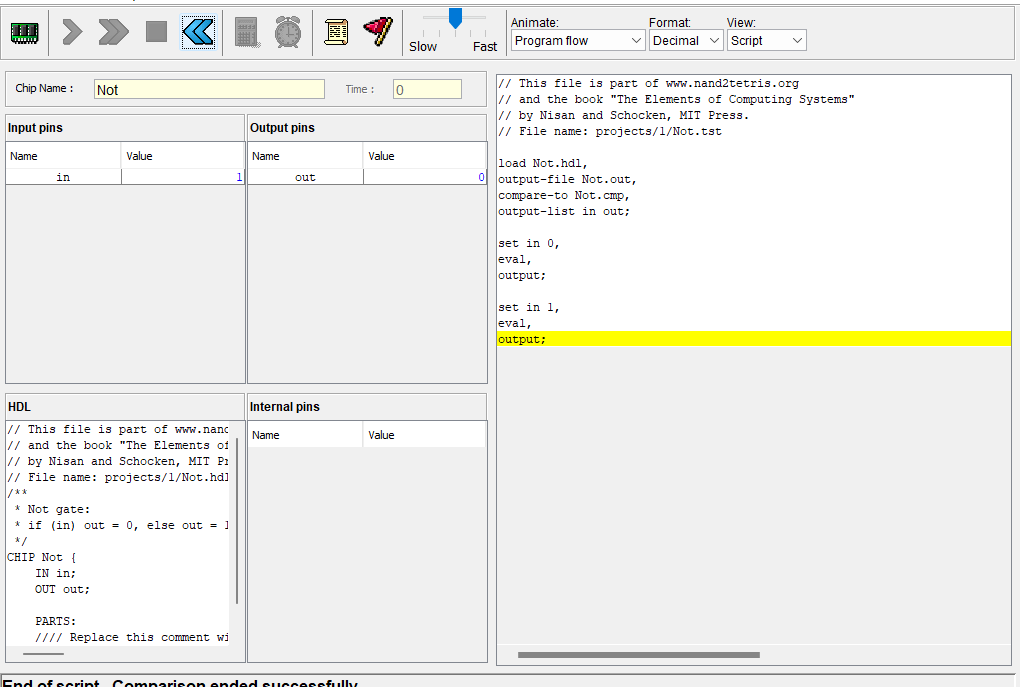 Slow
Fast
Animate:
Program flow
Format:
Decimal
View:
Script
Chip Name :
Not
Time :
0
Input pins
Name
Value
in
1
Output pins
Name
Value
out
0
HDL
// This file is part of www.nand
// and the book "The Elements of
// by Nisan and Schocken, MIT Pr
// File name: projects/1/Not.hdl
/**
* Not gate:
* if (in) out = 0, else out = 1
*/
CHIP Not {
IN in;
OUT out;
PARTS:
//// Replace this comment wi
Internal pins
Name
Value
// This file is part of www.nand2tetris.org
// and the book "The Elements of Computing Systems"
// by Nisan and Schocken, MIT Press.
// File name: projects/1/Not.tst
load Not.hdl,
output-file Not.out,
compare-to Not.cmp,
output-list in out;
set in 0,
eval,
output;
set in 1,
eval,
output;
End of script - Comparison ended successfully